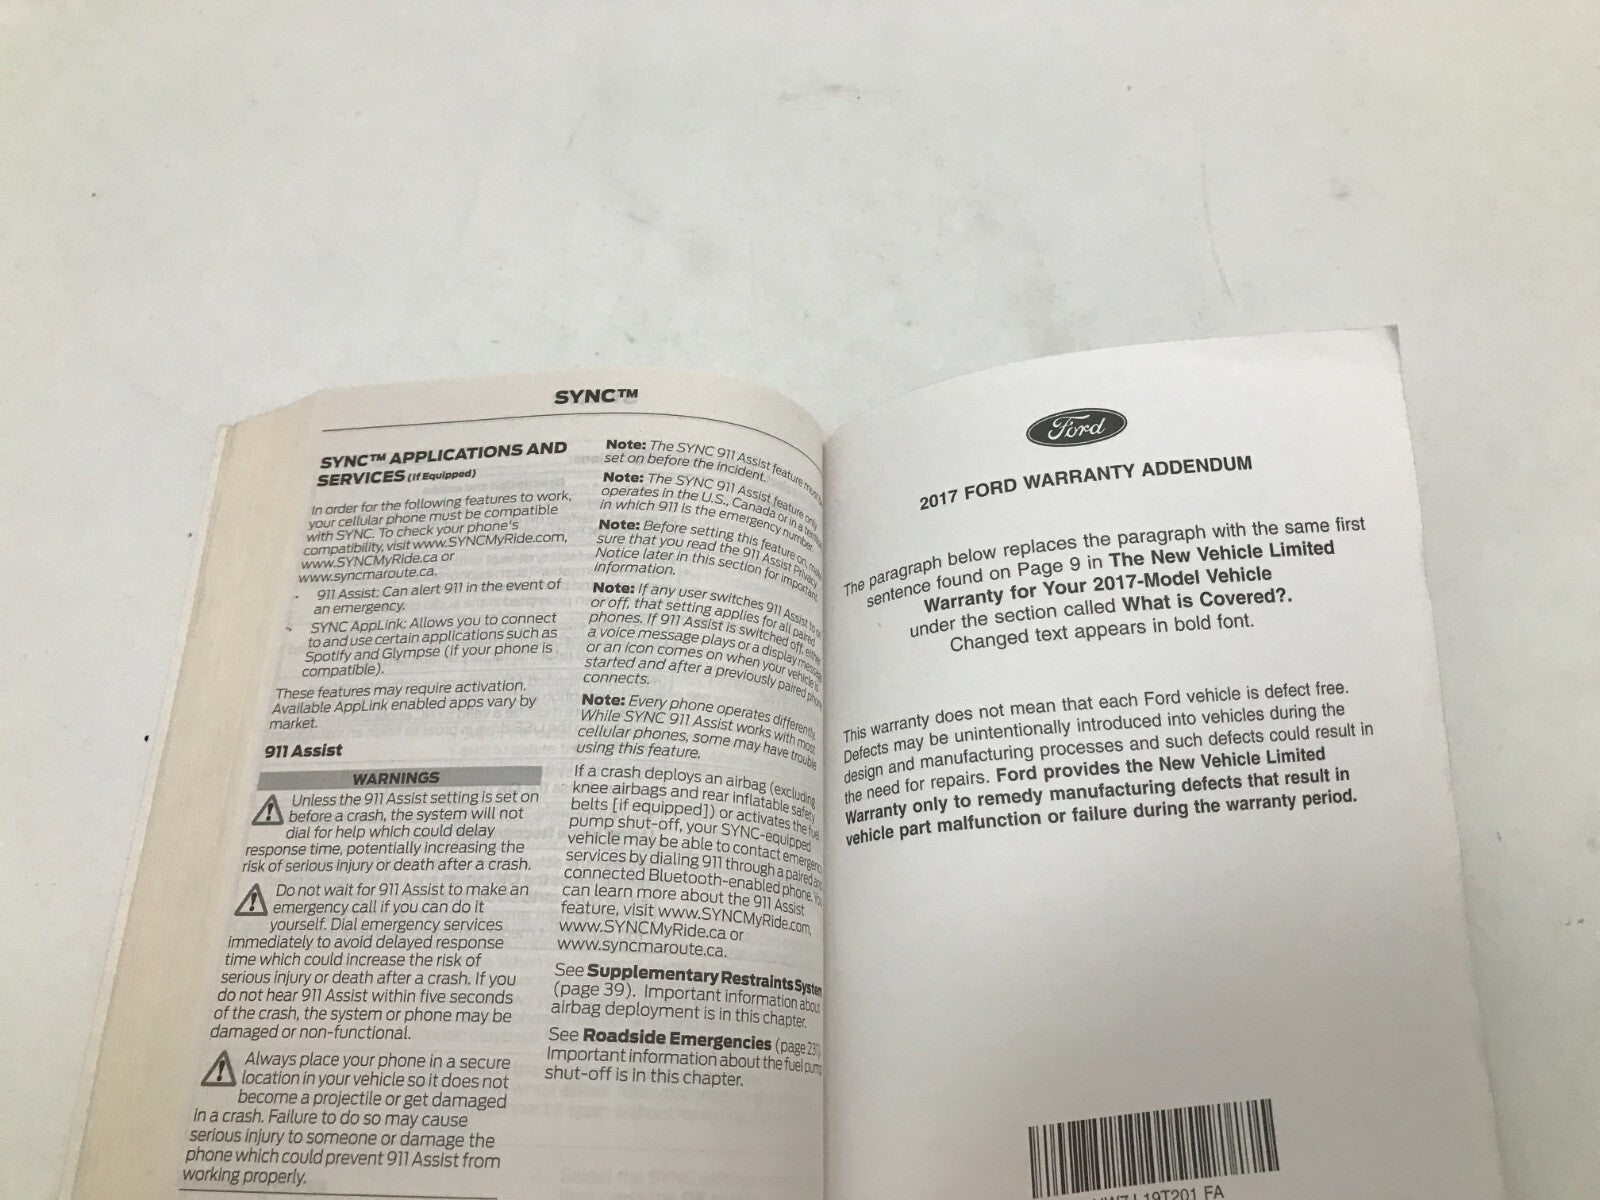 SYNC™
SYNC™ APPLICATIONS AND
SERVICES (If Equipped)
In order for the following features to work,
your cellular phone must be compatible
with SYNC. To check your phone's
compatibility, visit www.SYNCMyRide.com,
www.SYNCMyRide.ca or
www.syncmaroute.ca.
• 911 Assist: Can alert 911 in the event of
an emergency.
• SYNC AppLink: Allows you to connect
to and use certain applications such as
Spotify and Glympse (if your phone is
compatible).
These features may require activation.
Available AppLink enabled apps vary by
market.
911 Assist
WARNINGS
Unless the 911 Assist setting is set on
before a crash, the system will not
dial for help which could delay
response time, potentially increasing the
risk of serious injury or death after a crash.
Do not wait for 911 Assist to make an
emergency call if you can do it
yourself. Dial emergency services
immediately to avoid delayed response
time which could increase the risk of
serious injury or death after a crash. If you
do not hear 911 Assist within five seconds
of the crash, the system or phone may be
damaged or non-functional.
Always place your phone in a secure
location in your vehicle so it does not
become a projectile or get damaged
in a crash. Failure to do so may cause
serious injury to someone or damage the
phone which could prevent 911 Assist from
working properly.
Note: The SYNC 911 Assist feature must
set on before the incident.
Note: The SYNC 911 Assist feature only
operates in the U.S., Canada or in a
in which 911 is the emergency number.
Note: Before setting this feature on,
sure that you read the 911 Assist Privacy
Notice later in this section for important
information.
Note: If any user switches 911 Assist to on
or off, that setting applies for all paired
phones. If 911 Assist is switched off, either
a voice message plays or a display message
or an icon comes on when your vehicle is
started and after a previously paired phone
connects.
Note: Every phone operates differently.
While SYNC 911 Assist works with most
cellular phones, some may have trouble
using this feature.
If a crash deploys an airbag (excluding
knee airbags and rear inflatable safety
belts [if equipped]) or activates the fuel
pump shut-off, your SYNC-equipped
vehicle may be able to contact emergency
services by dialing 911 through a paired and
connected Bluetooth-enabled phone. You
can learn more about the 911 Assist
feature, visit www.SYNCMyRide.com,
www.SYNCMyRide.ca or
www.syncmaroute.ca.
See Supplementary Restraints System
(page 39). Important information about
airbag deployment is in this chapter.
See Roadside Emergencies (page 231).
Important information about the fuel pump
shut-off is in this chapter.
Ford
2017 FORD WARRANTY ADDENDUM
The paragraph below replaces the paragraph with the same first
sentence found on Page 9 in The New Vehicle Limited
Warranty for Your 2017-Model Vehicle
under the section called What is Covered?.
Changed text appears in bold font.
This warranty does not mean that each Ford vehicle is defect free.
Defects may be unintentionally introduced into vehicles during the
design and manufacturing processes and such defects could result in
the need for repairs. Ford provides the New Vehicle Limited
Warranty only to remedy manufacturing defects that result in
vehicle part malfunction or failure during the warranty period.
19T201 FA